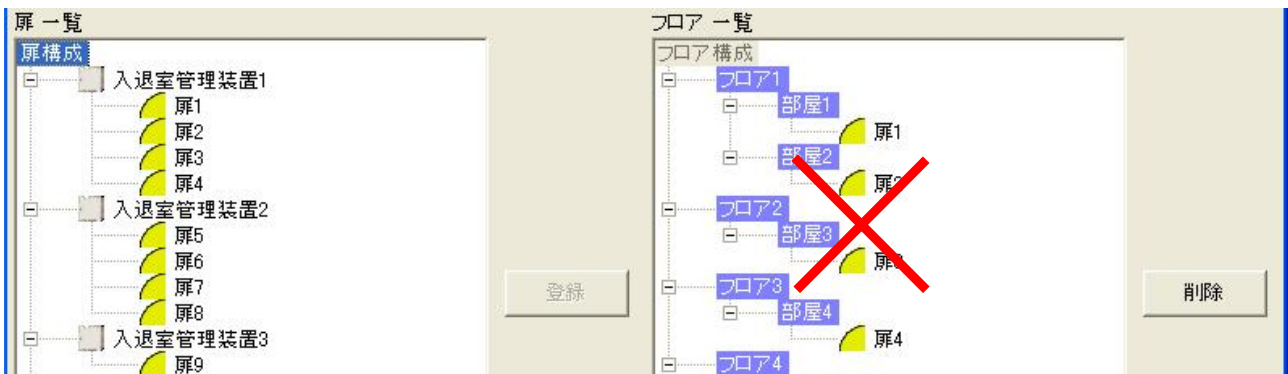 扉 一覧
扉構成
入退室管理装置1
扉1
扉2
扉3
扉4
入退室管理装置2
扉5
扉6
扉7
扉8
入退室管理装置3
扉9
登録
フロア 一覧
フロア構成
フロア1
部屋1
扉1
部屋2
扉2
フロア2
部屋3
扉3
フロア3
部屋4
扉4
フロア4
削除